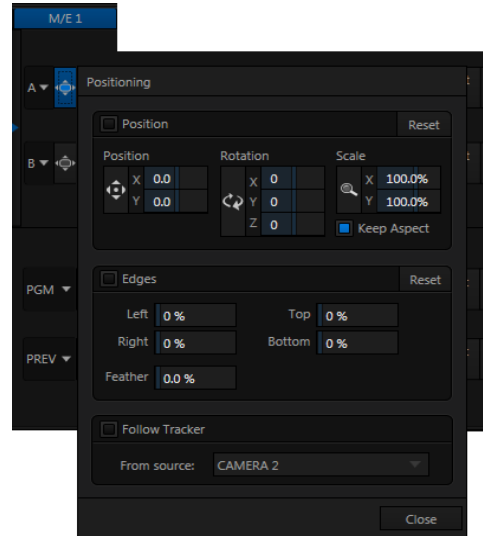 M/E 1
A
Positioning
Position
Reset
Position Rotation Scale
X 0.0 X 0 X 100.0%
Y 0.0 Y 0 Y 100.0%
Z 0 Keep Aspect
B
Edges
Reset
PGM
Left 0 % Top 0 %
Right 0 % Bottom 0 %
PREV
Feather 0.0 %
Follow Tracker
From source: CAMERA 2
Close